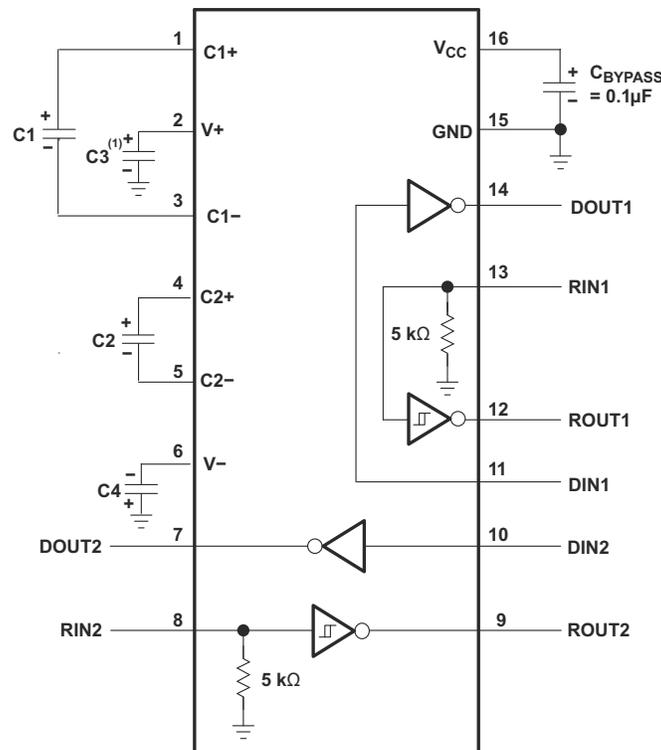 1
C1+
C1
+
−
2
V+
C3(1)
+
−
3
C1−
4
C2+
C2
+
−
5
C2−
6
V−
C4
−
+
DOUT2
7
RIN2
8
5 kΩ
VCC
16
+
−
CBYPASS
= 0.1µF
GND
15
14
DOUT1
13
RIN1
5 kΩ
12
ROUT1
11
DIN1
10
DIN2
9
ROUT2